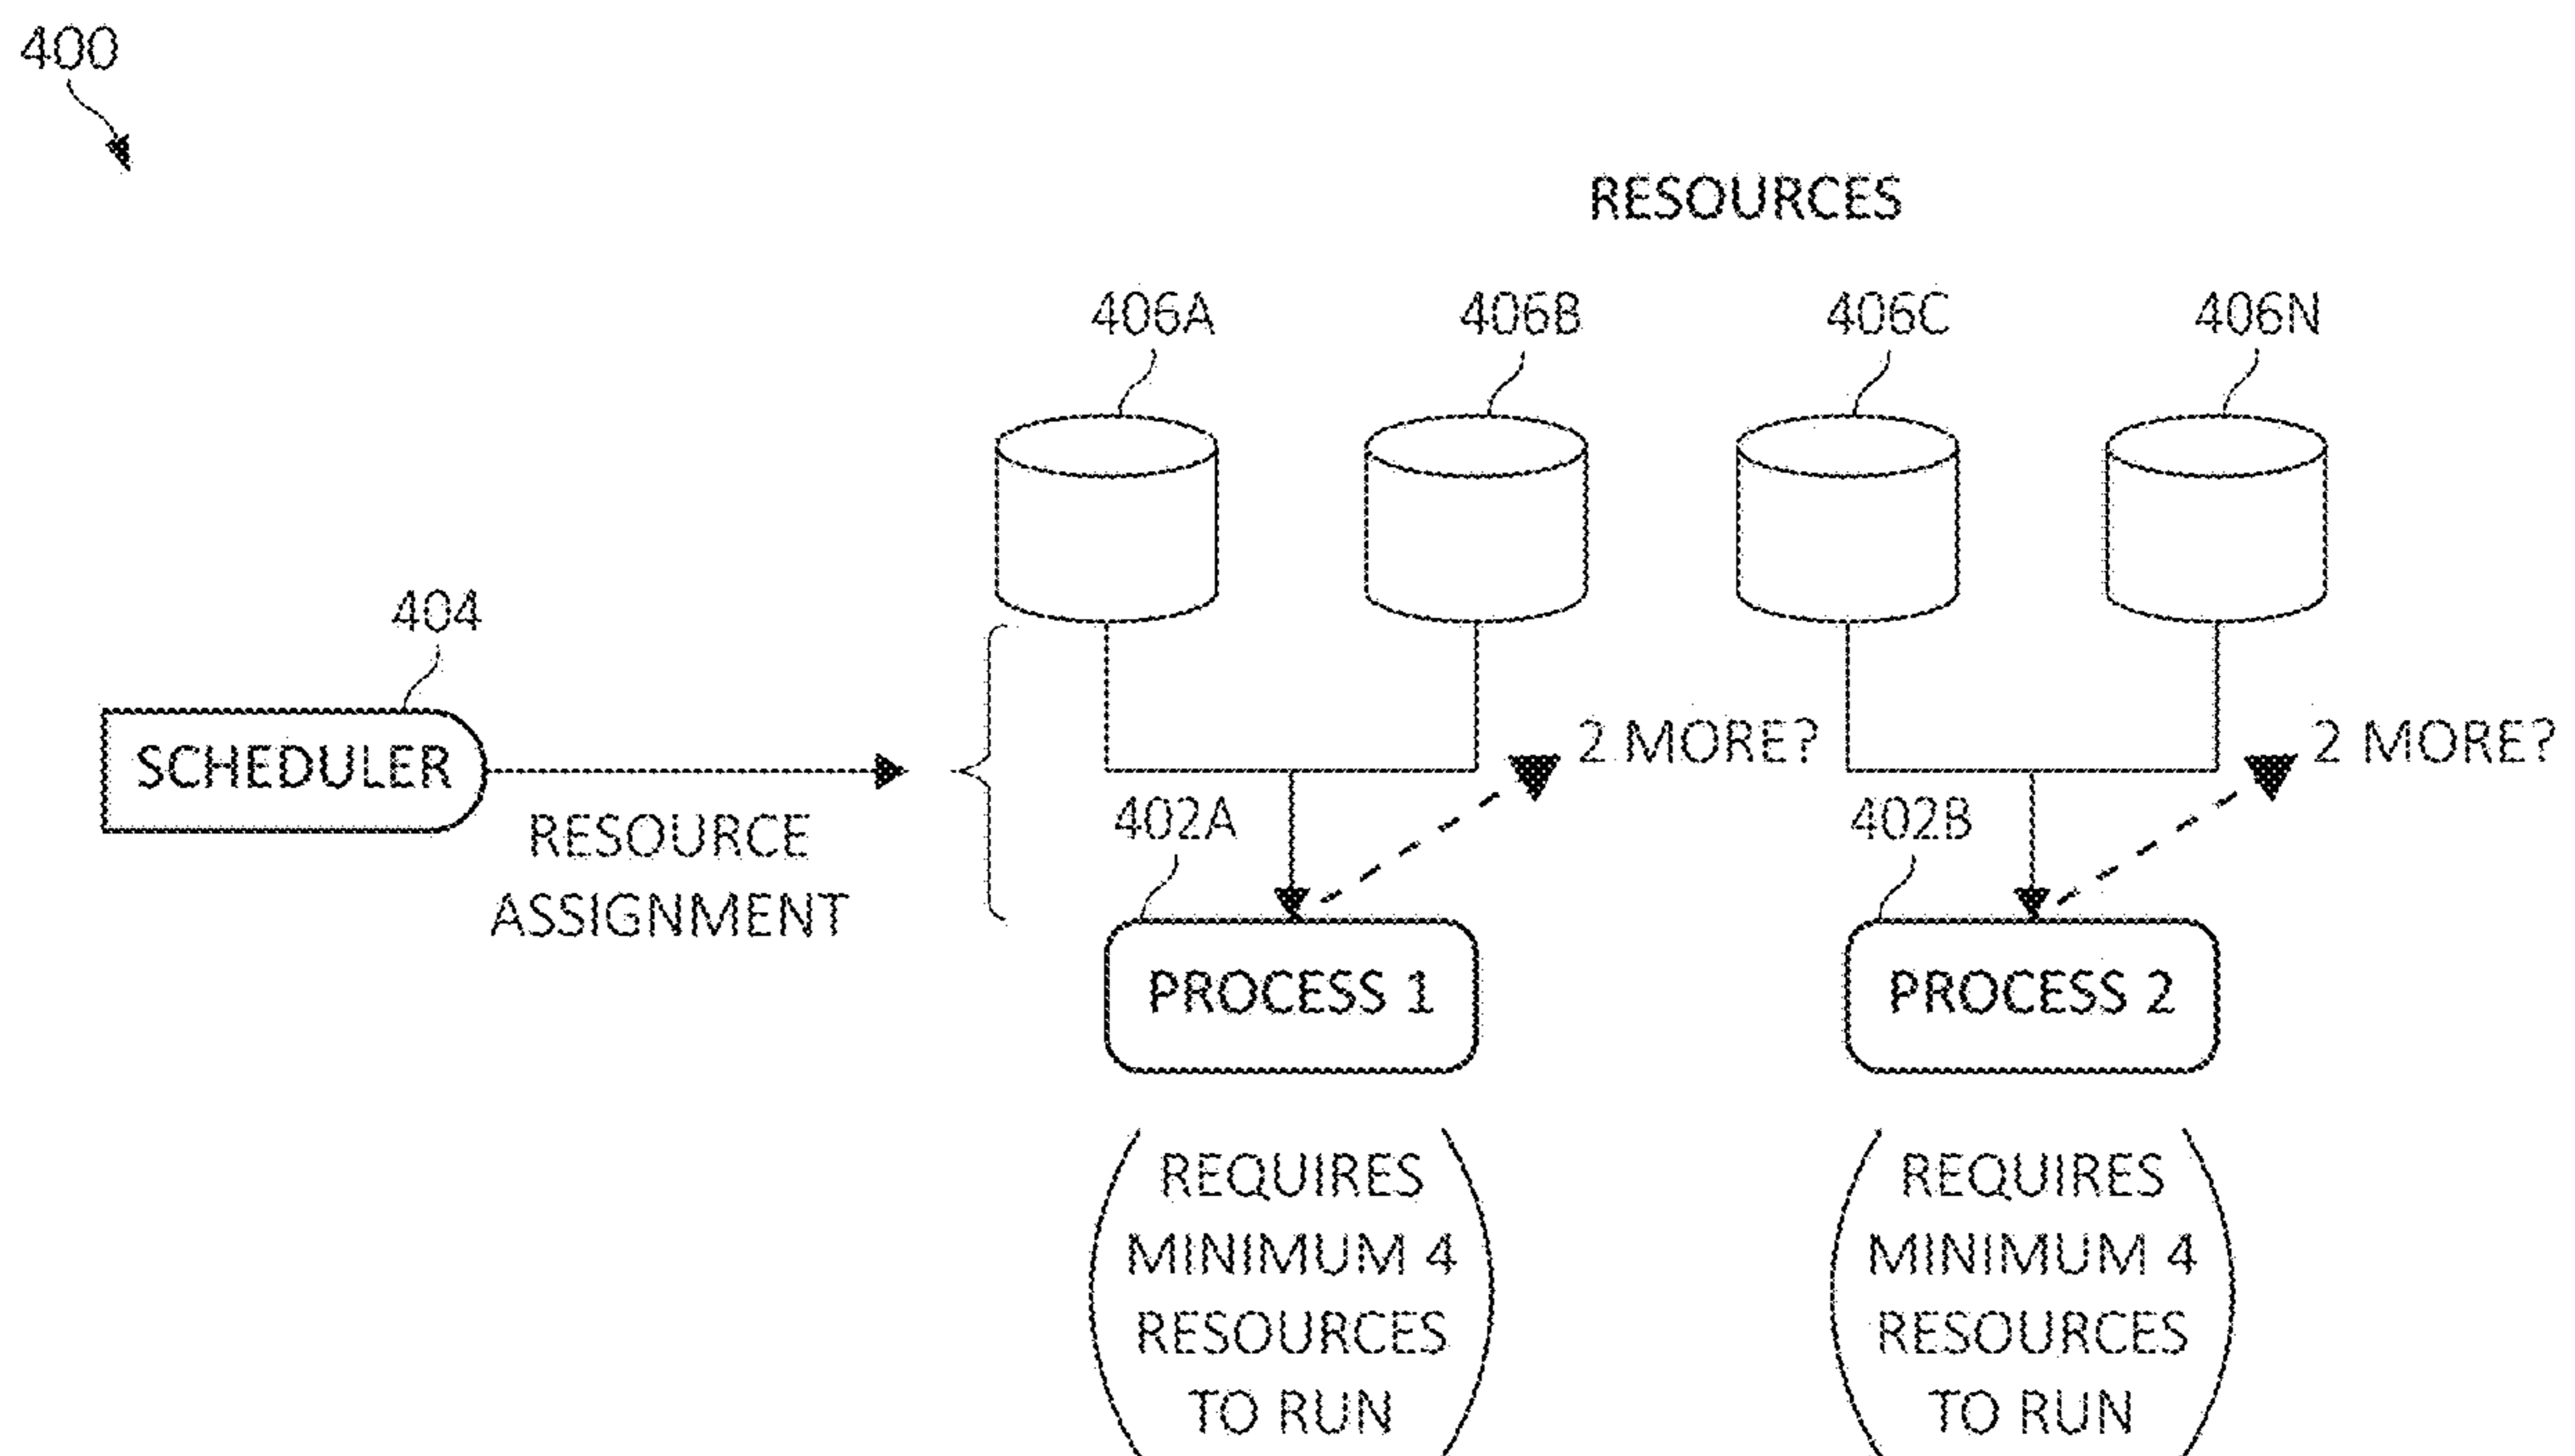 400
RESOURCES
406A
406B
406C
406N
404
SCHEDULER
RESOURCE
ASSIGNMENT
2 MORE?
2 MORE?
402A
402B
PROCESS 1
PROCESS 2
REQUIRES
MINIMUM 4
RESOURCES
TO RUN
REQUIRES
MINIMUM 4
RESOURCES
TO RUN